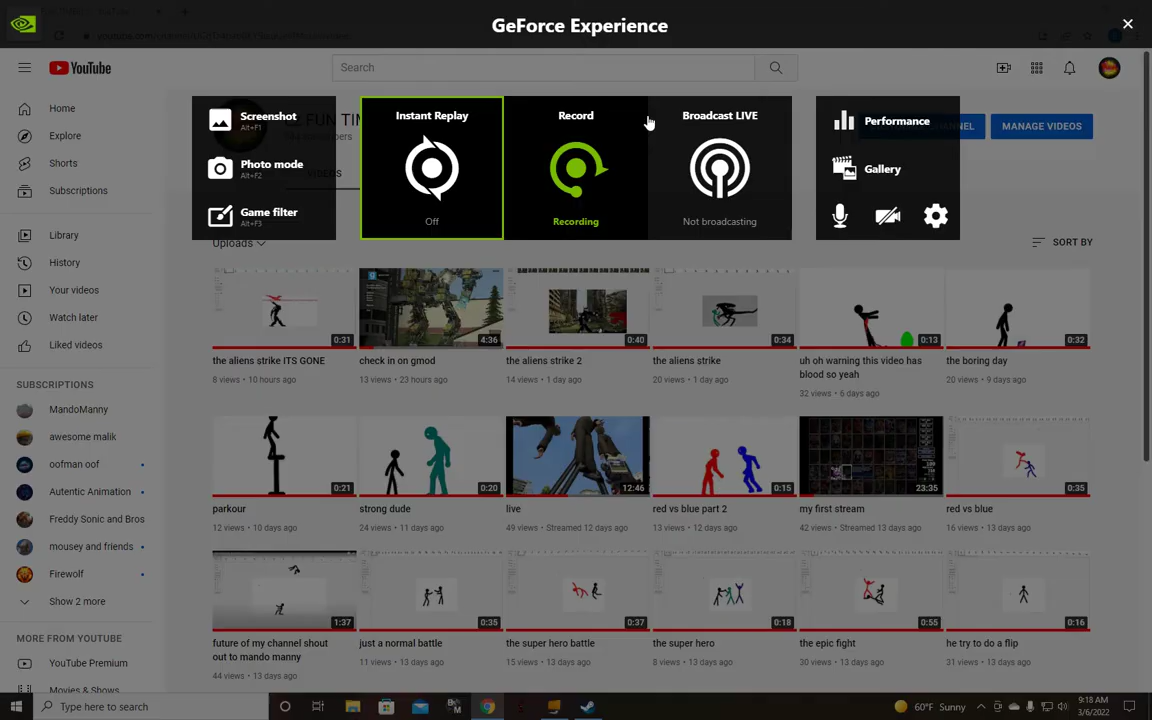 GeForce Experience
YouTube
Search
Home
Explore
Shorts
Subscriptions
Library
History
Your videos
Watch later
Liked videos
SUBSCRIPTIONS
MandoManny
awesome malik
oofman oof
Autentic Animation
Freddy Sonic and Bros
mousey and friends
Firewolf
Show 2 more
MORE FROM YOUTUBE
YouTube Premium
Movies & Shows
Screenshot
Alt+F1
Photo mode
Alt+F2
Game filter
Alt+F3
Instant Replay
Off
Record
Recording
Broadcast LIVE
Not broadcasting
Performance
Gallery
MANAGE VIDEOS
VIDEOS
Uploads
SORT BY
0:31
the aliens strike ITS GONE
8 views • 10 hours ago
4:36
check in on gmod
13 views • 23 hours ago
0:40
the aliens strike 2
14 views • 1 day ago
0:34
the aliens strike
20 views • 1 day ago
0:13
uh oh warning this video has
blood so yeah
32 views • 6 days ago
0:32
the boring day
20 views • 9 days ago
0:21
parkour
12 views • 10 days ago
0:20
strong dude
24 views • 11 days ago
12:46
live
49 views • Streamed 12 days ago
0:15
red vs blue part 2
13 views • 12 days ago
23:35
my first stream
42 views • Streamed 13 days ago
0:35
red vs blue
16 views • 13 days ago
1:37
future of my channel shout
out to mando manny
44 views • 13 days ago
0:35
just a normal battle
11 views • 13 days ago
0:37
the super hero battle
15 views • 13 days ago
0:18
the super hero
8 views • 13 days ago
0:55
the epic fight
30 views • 13 days ago
0:16
he try to do a flip
31 views • 13 days ago
Type here to search
60°F Sunny
9:18 AM
3/6/2022